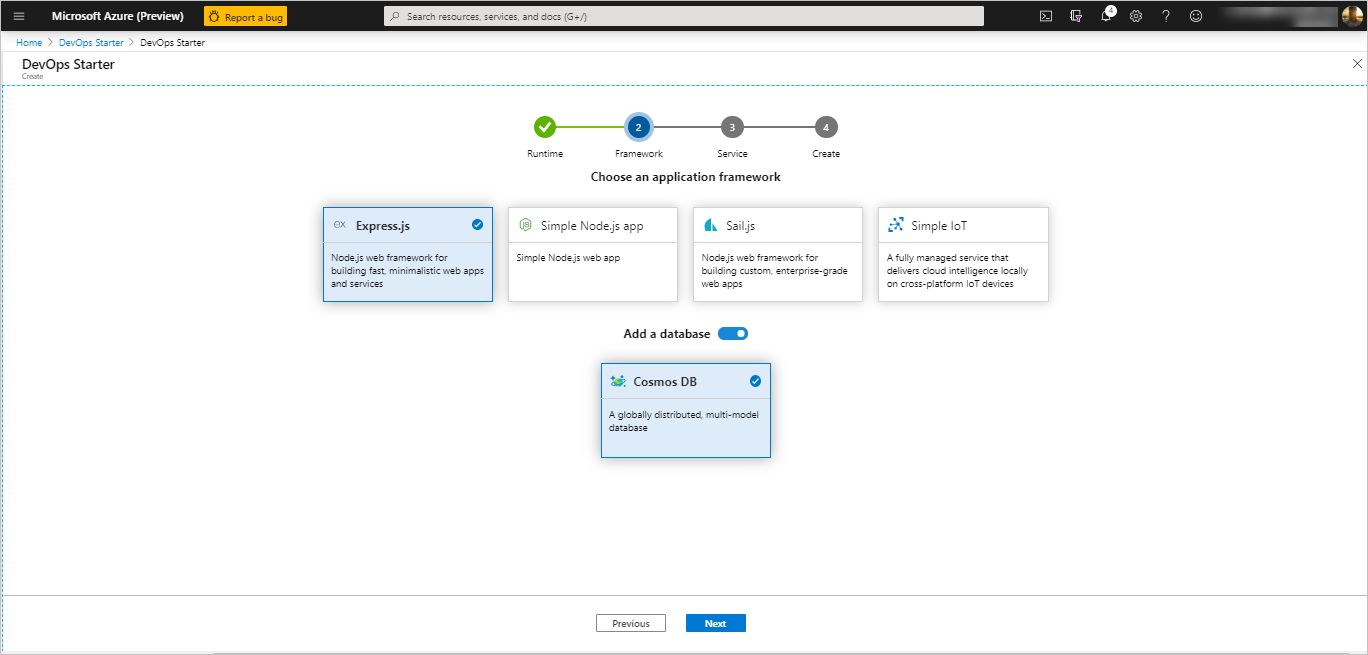 Microsoft Azure (Preview)
Report a bug
Search resources, services, and docs (G+/)
4
Home > DevOps Starter > DevOps Starter
DevOps Starter
Create
2
3
4
Runtime
Framework
Service
Create
Choose an application framework
EX Express.js
Node.js web framework for
building fast, minimalistic web apps
and services
Simple Node.js app
Simple Node.js web app
Sail.js
Node.js web framework for
building custom, enterprise-grade
web apps
Simple IoT
A fully managed service that
delivers cloud intelligence locally
on cross-platform IoT devices
Add a database
Cosmos DB
A globally distributed, multi-model
database
Previous
Next